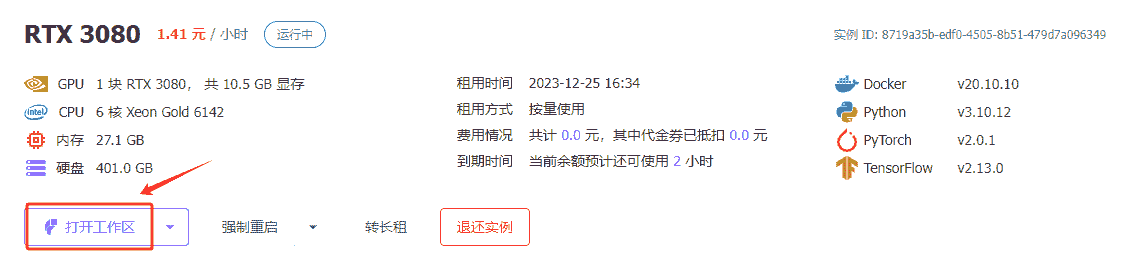 RTX 3080 1.41 元 / 小时 运行中 实例 ID: 8719a35b-edf0-4505-8b51-479d7a096349
GPU 1 块 RTX 3080， 共 10.5 GB 显存 租用时间 2023-12-25 16:34 Docker v20.10.10
intel CPU 6 核 Xeon Gold 6142 租用方式 按量使用 Python v3.10.12
内存 27.1 GB 费用情况 共计 0.0 元，其中代金券已抵扣 0.0 元 PyTorch v2.0.1
硬盘 401.0 GB 到期时间 当前余额预计还可使用 2 小时 TensorFlow v2.13.0
打开工作区 强制重启 转长租 退还实例